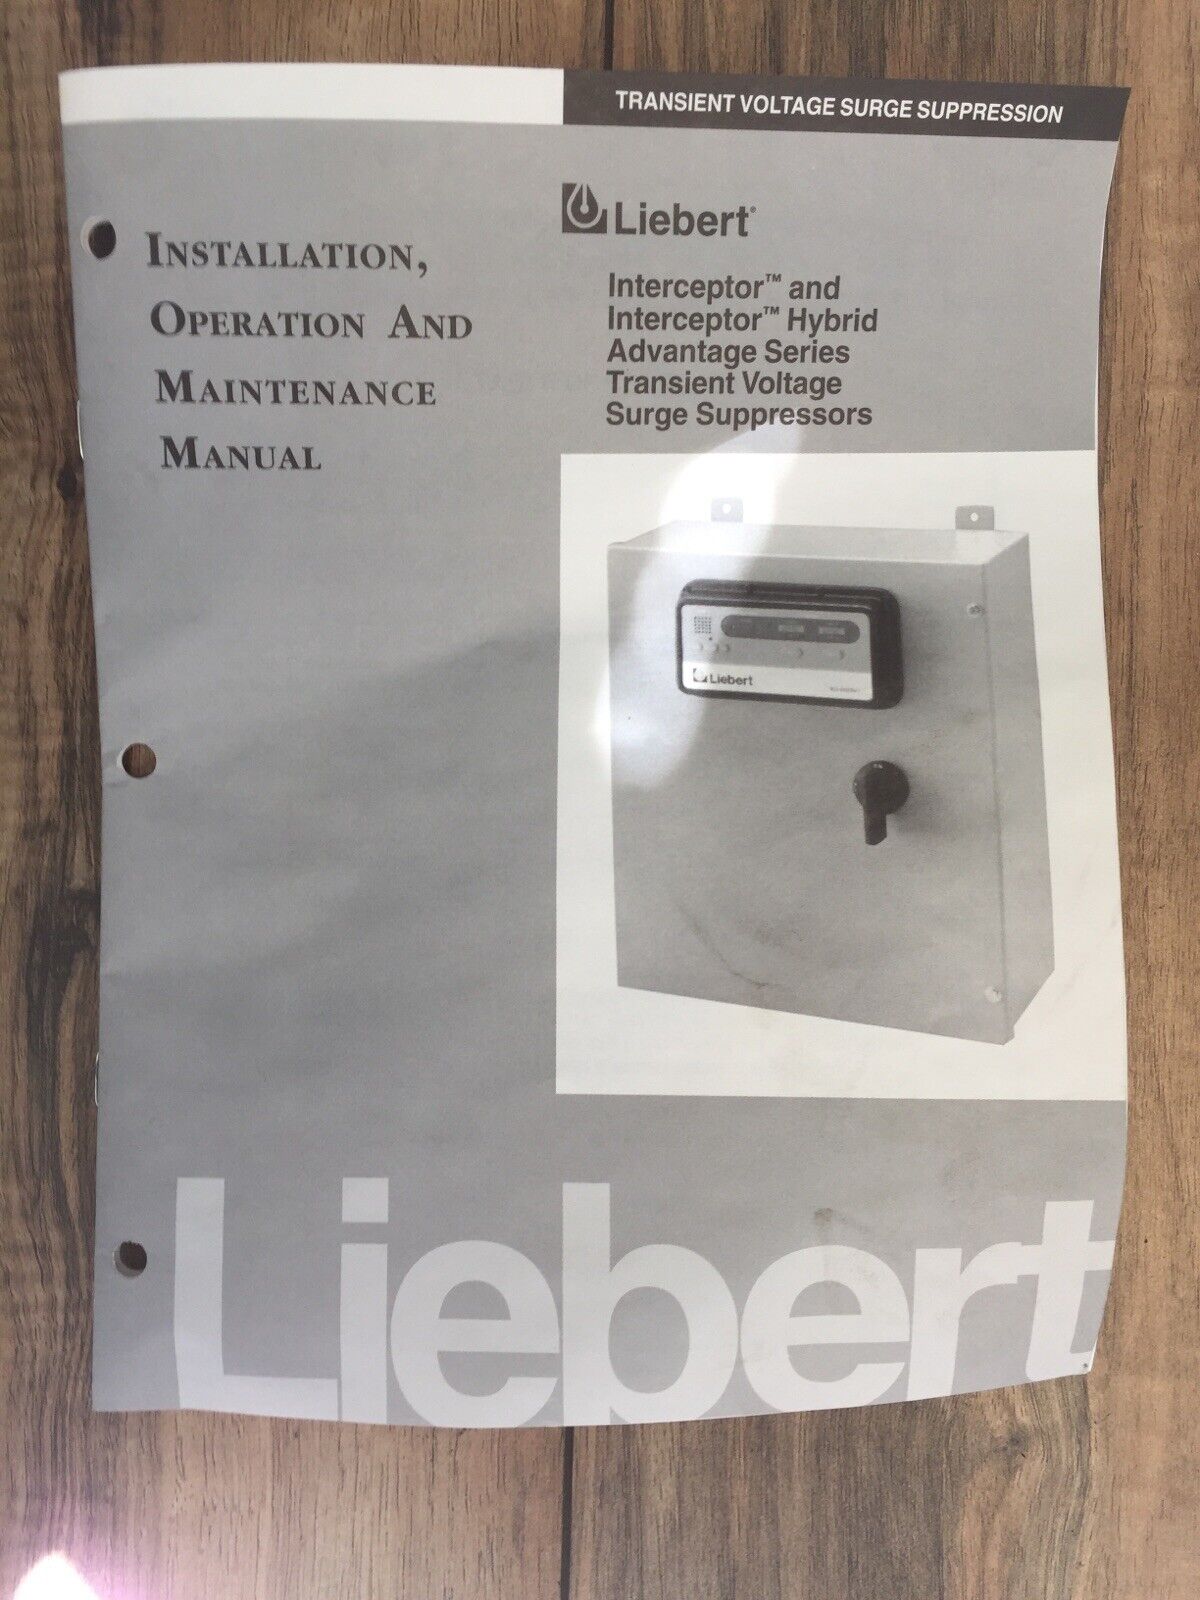 TRANSIENT VOLTAGE SURGE SUPPRESSION
Liebert®
INSTALLATION,
OPERATION AND
MAINTENANCE
MANUAL
Interceptor™ and
Interceptor™ Hybrid
Advantage Series
Transient Voltage
Surge Suppressors
Liebert
Liebert